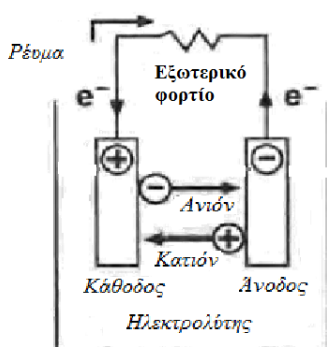 Ρεύμα
Εξωτερικό
φορτίο
e⁻
e⁻
+
−
−
Ανιόν
+
Κατιόν
Κάθοδος
Άνοδος
Ηλεκτρολύτης